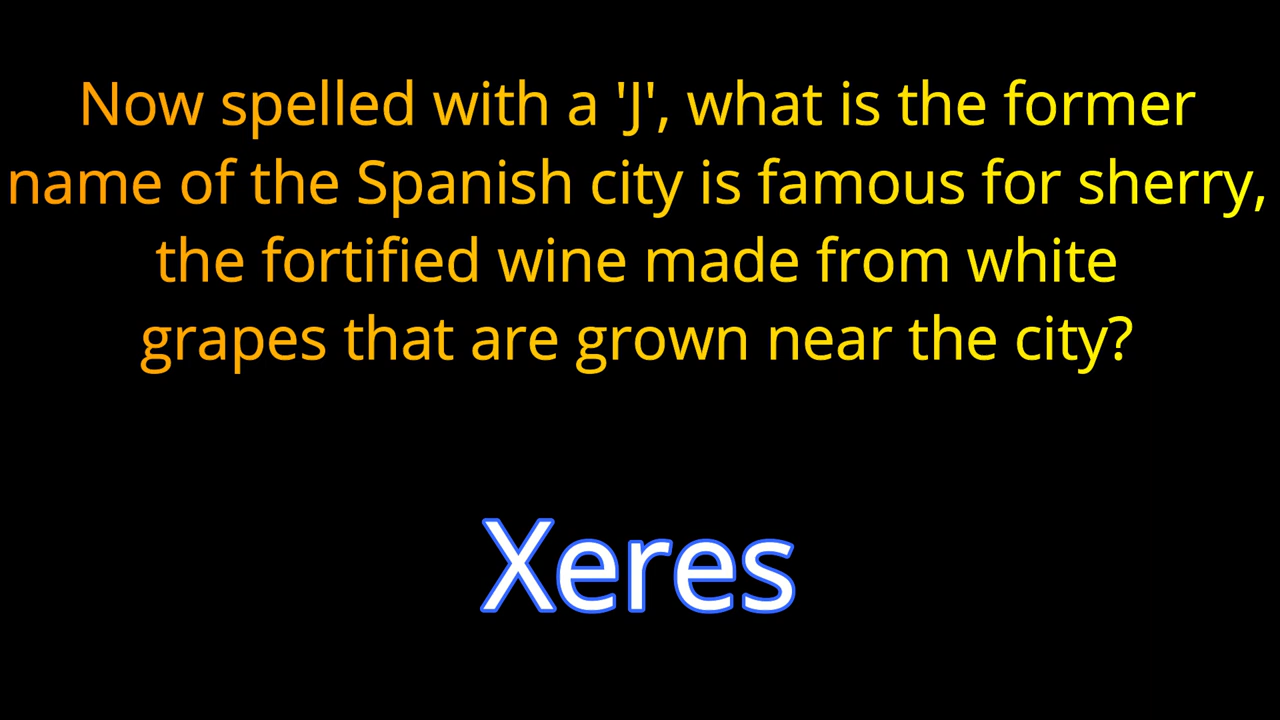 Now spelled with a 'J', what is the former
name of the Spanish city is famous for sherry,
the fortified wine made from white
grapes that are grown near the city?
Xeres